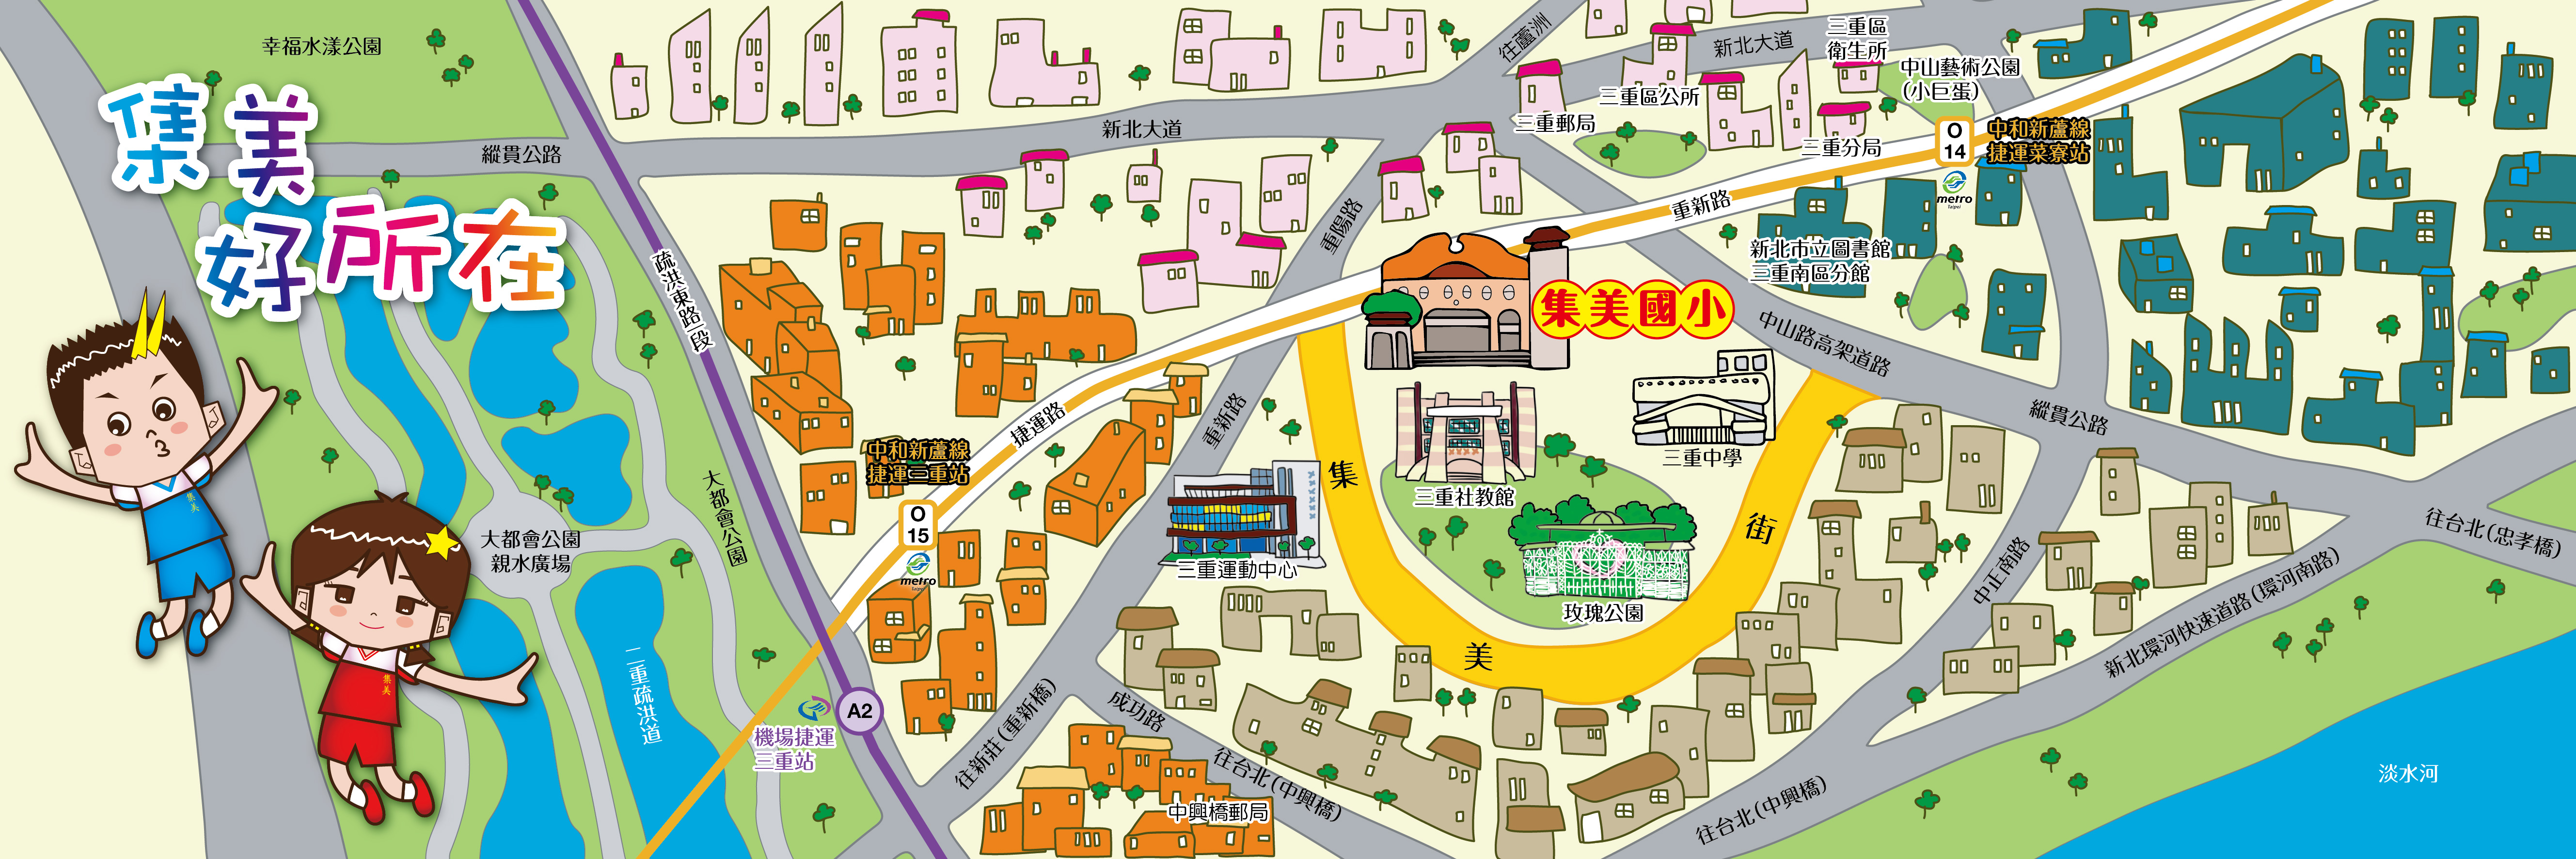 幸福水漾公園
集美
好所在
縱貫公路
新北大道
往蘆洲
新北大道
三重區
衛生所
中山藝術公園
(小巨蛋)
三重區公所
三重郵局
三重分局
O
14
中和新蘆線
捷運菜寮站
metro
Taipei
重新路
重陽路
疏洪東路一段
新北市立圖書館
三重南區分館
集美國小
中山路高架道路
縱貫公路
捷運路
重新路
中和新蘆線
捷運三重站
O
15
metro
Taipei
大都會公園
大都會公園
親水廣場
三重運動中心
三重社教館
三重中學
玫瑰公園
集
美
街
集美
集美
二重疏洪道
A2
機場捷運
三重站
往新莊(重新橋)
成功路
往台北(中興橋)
中興橋郵局
往台北(中興橋)
中正南路
新北環河快速道路(環河南路)
往台北(忠孝橋)
淡水河